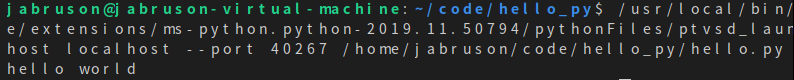 jabruson@jabruson-virtual-machine:~/code/hello_py$ /usr/local/bin/
e/extensions/ms-python.python-2019.11.50794/pythonFiles/ptvsd_laun
host localhost --port 40267 /home/jabruson/code/hello_py/hello.py
hello world